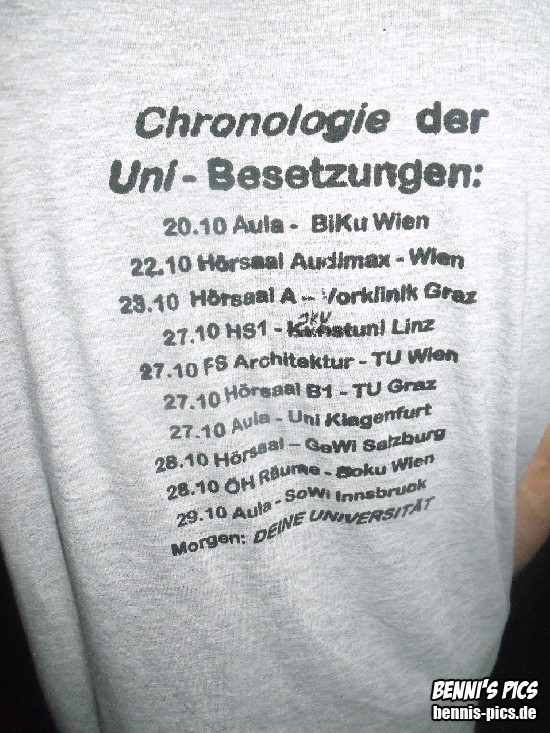 Chronologie der
Uni-Besetzungen:
20.10 Aula - BiKu Wien
22.10 Hörsaal Audimax - Wien
23.10 Hörsaal A - Vorklinik Graz
JKU
27.10 HS1 - Kunstuni Linz
27.10 FS Architektur - TU Wien
27.10 Hörsaal B1 - TU Graz
27.10 Aula - Uni Klagenfurt
28.10 Hörsaal - GeWi Salzburg
28.10 ÖH Räume - Boku Wien
29.10 Aula - SoWi Innsbruck
Morgen: DEINE UNIVERSITÄT
BENNI'S PICS
bennis-pics.de